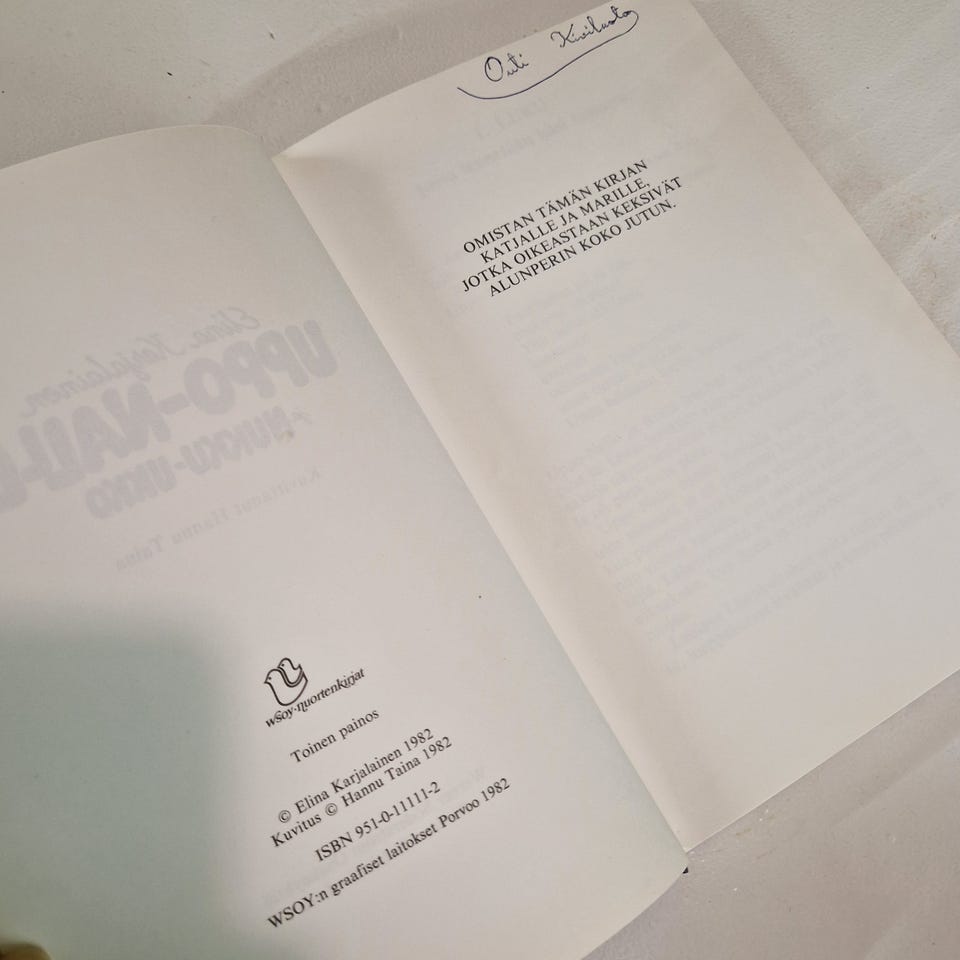 wsoy·nuortenkirjat
Toinen painos
© Elina Karjalainen 1982
Kuvitus © Hannu Taina 1982
ISBN 951-0-11111-2
WSOY:n graafiset laitokset Porvoo 1982
Outi
OMISTAN TÄMÄN KIRJAN
KATJALLE JA MARILLE,
JOTKA OIKEASTAAN KEKSIVÄT
ALUNPERIN KOKO JUTUN.